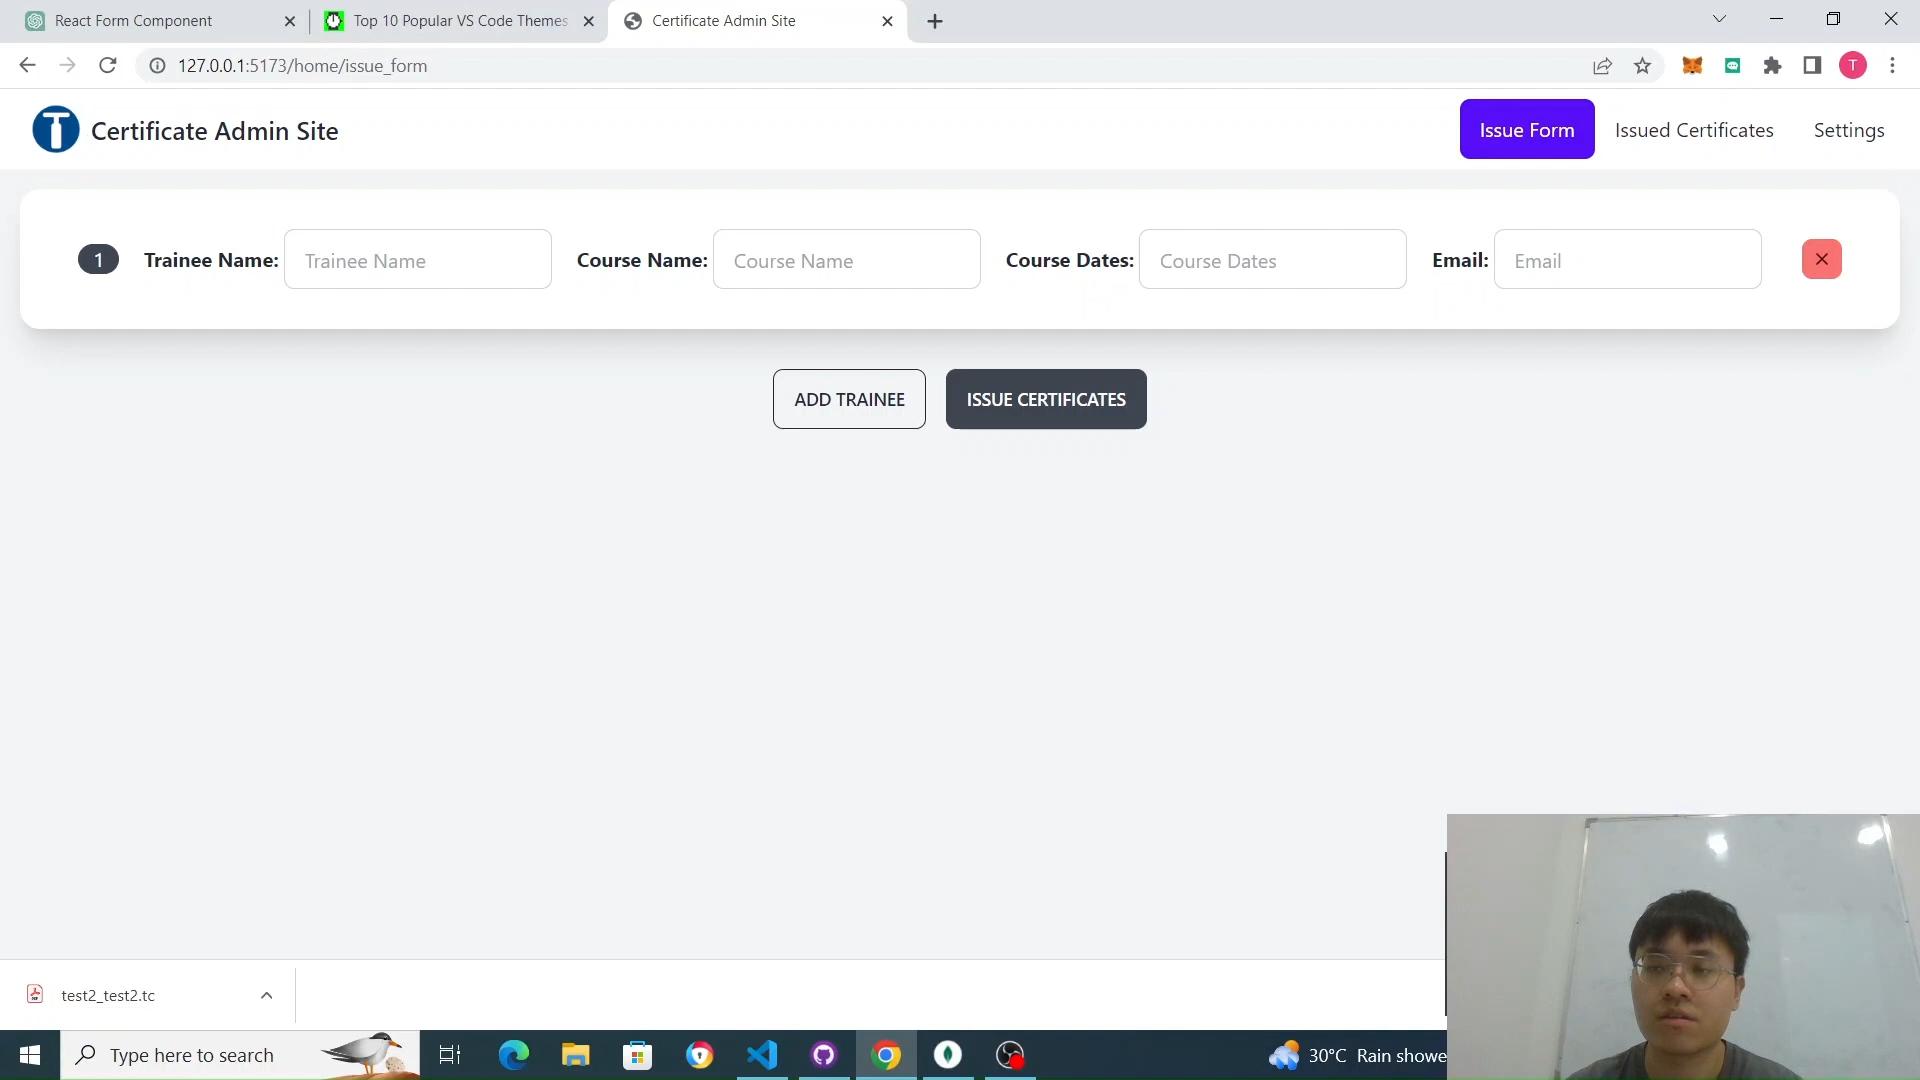 React Form Component
Top 10 Popular VS Code Themes
Certificate Admin Site
127.0.0.1:5173/home/issue_form
T
Certificate Admin Site
Issue Form
Issued Certificates
Settings
1
Trainee Name:
Trainee Name
Course Name:
Course Name
Course Dates:
Course Dates
Email:
Email
ADD TRAINEE
ISSUE CERTIFICATES
test2_test2.tc
Type here to search
30°C Rain showe